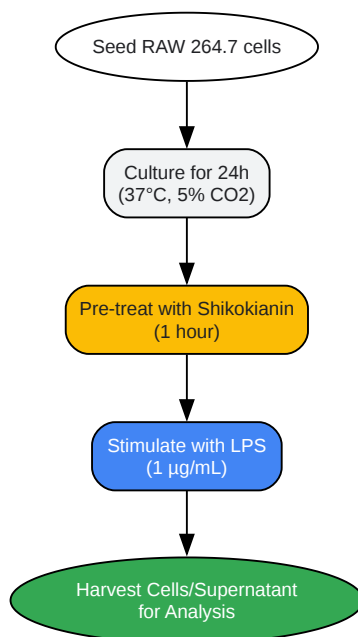 Seed RAW 264.7 cells
Culture for 24h
(37°C, 5% CO2)
Pre-treat with Shikokianin
(1 hour)
Stimulate with LPS
(1 µg/mL)
Harvest Cells/Supernatant
for Analysis